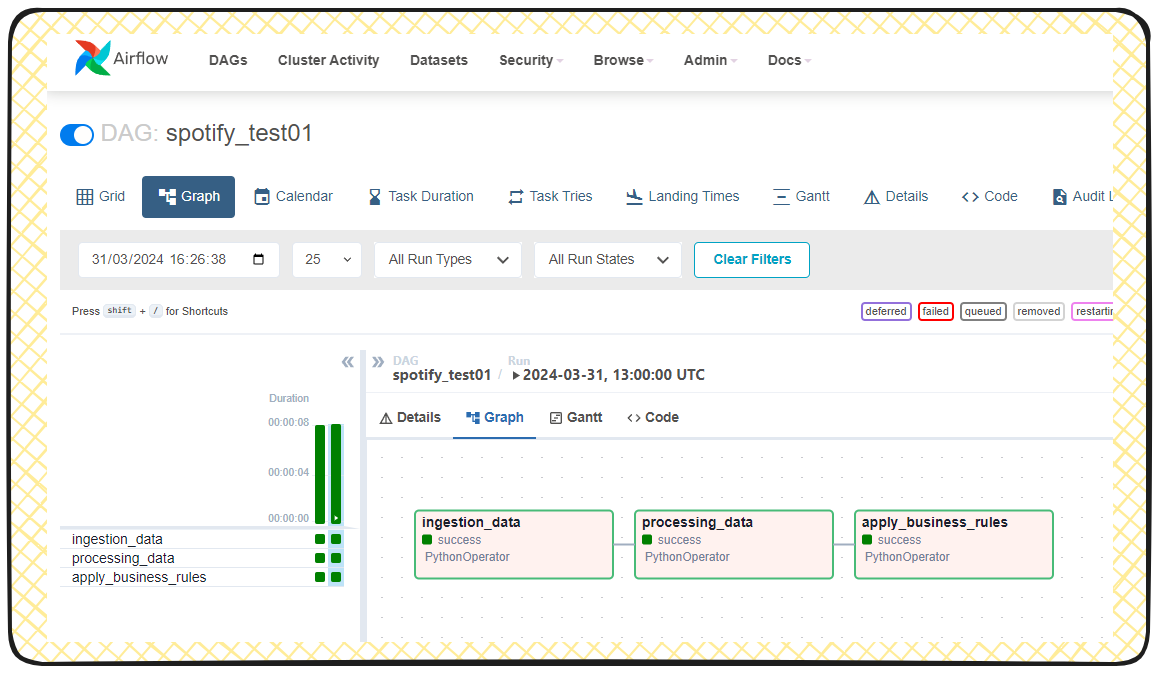 Airflow DAGs Cluster Activity Datasets Security Browse Admin Docs
DAG: spotify_test01
Grid Graph Calendar Task Duration Task Tries Landing Times Gantt Details Code Audit L
31/03/2024 16:26:38 25 All Run Types All Run States Clear Filters
Press shift + / for Shortcuts deferred failed queued removed restartin
DAG Run
spotify_test01 / 2024-03-31, 13:00:00 UTC
Duration
Details Graph Gantt Code
00:00:08
00:00:04
00:00:00
ingestion_data
processing_data
apply_business_rules
ingestion_data
success
PythonOperator
processing_data
success
PythonOperator
apply_business_rules
success
PythonOperator